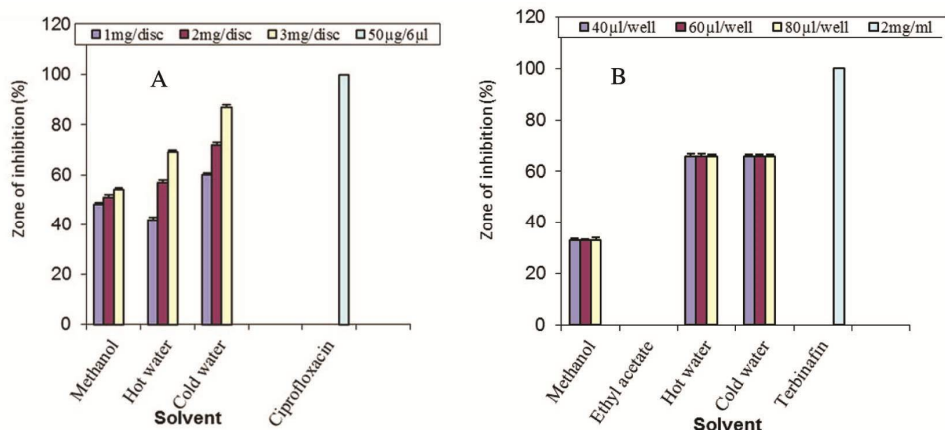 120
100
80
60
40
20
0
Zone of inhibition (%)
1mg/disc 2mg/disc 3mg/disc 50µg/6µl
A
Methanol
Hot water
Cold water
Ciprofloxacin
Solvent
120
100
80
60
40
20
0
Zone of inhibition (%)
40µl/well 60µl/well 80µl/well 2mg/ml
B
Methanol
Ethyl acetate
Hot water
Cold water
Terbinafin
Solvent